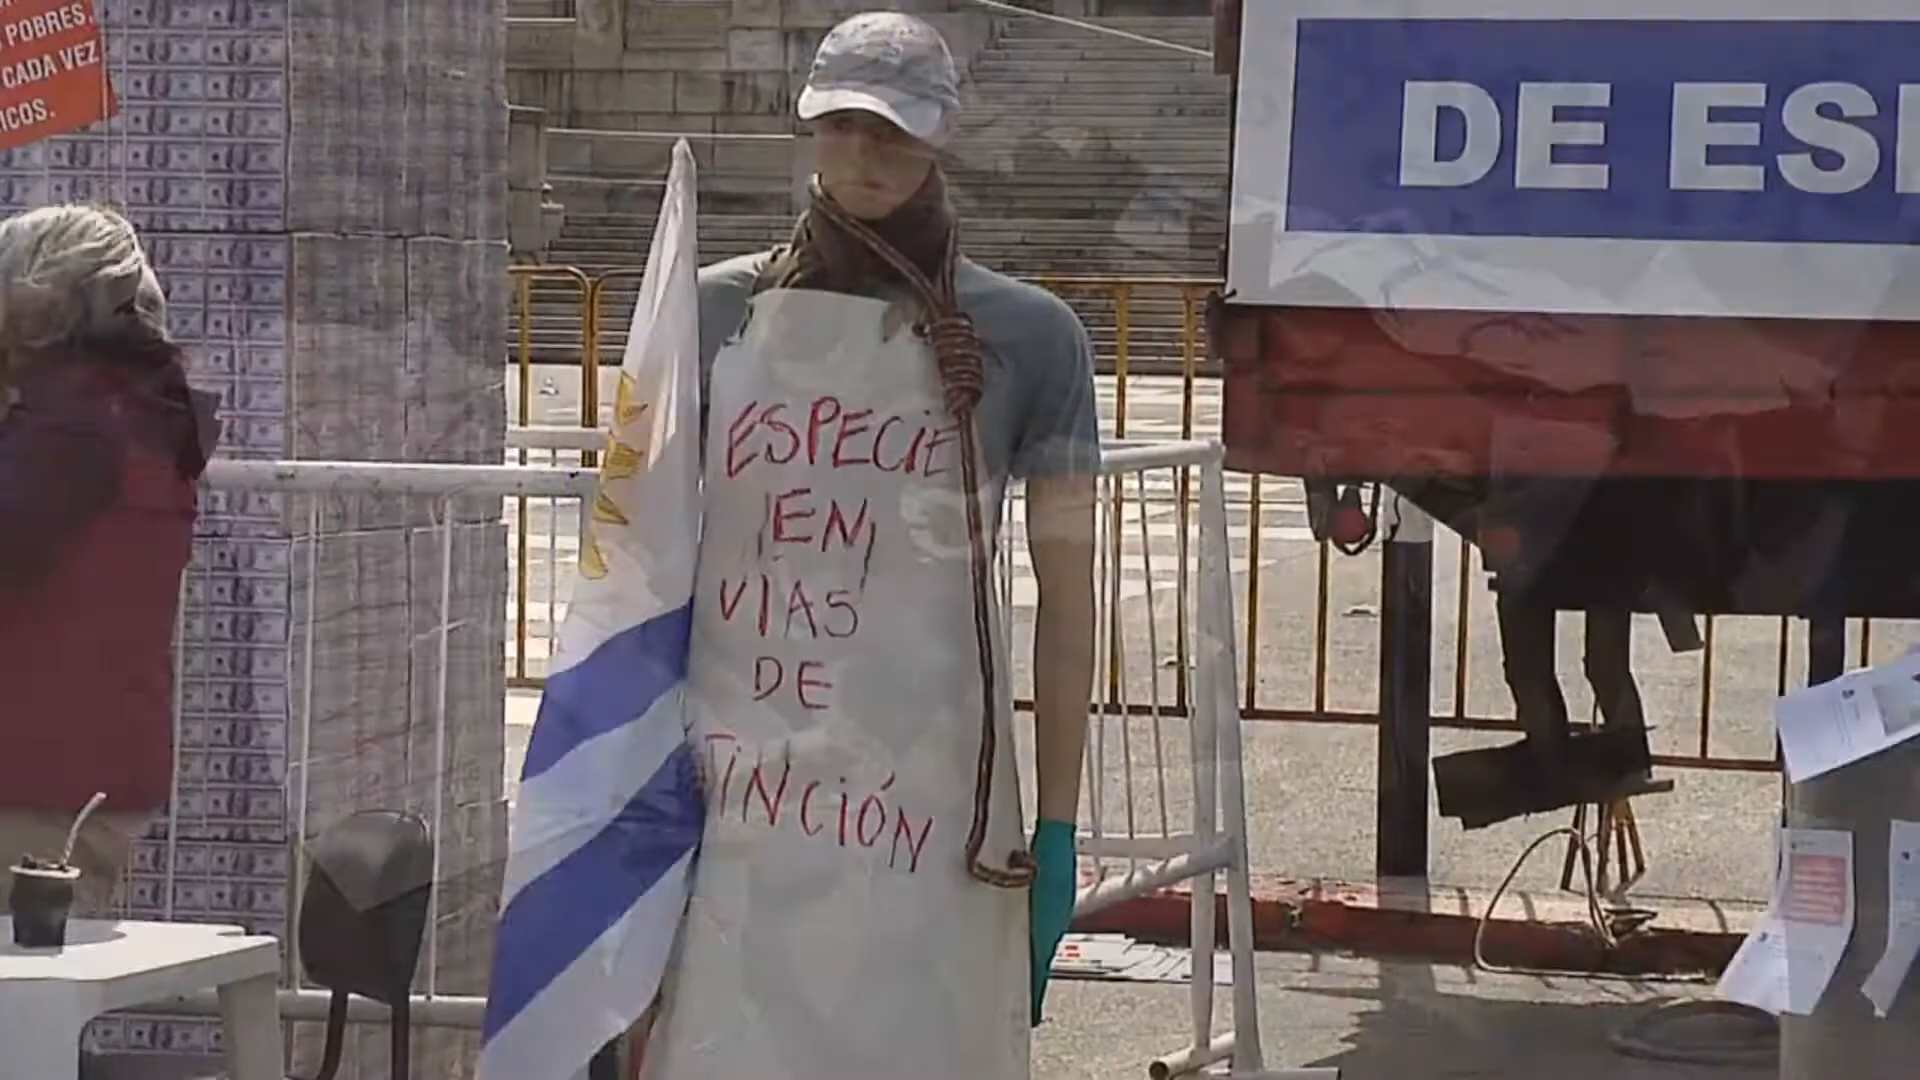 POBRES,
CADA VEZ
ICOS.
DE ES
ESPECIE
EN
VIAS
DE
TINCIÓN